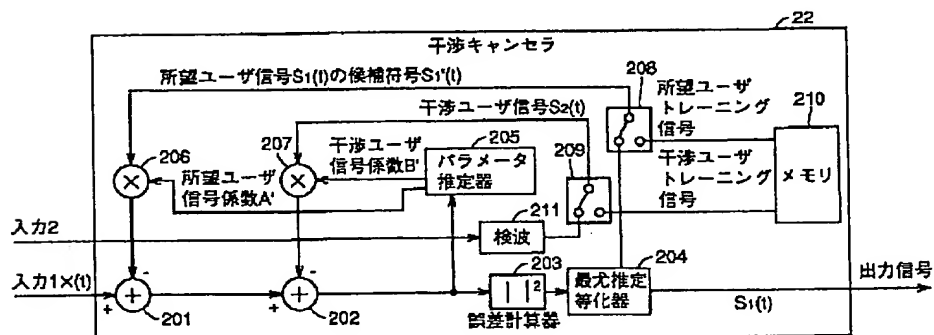 22
干渉キャンセラ
所望ユーザ信号S1(t)の候補符号S1'(t)
208
所望ユーザ
トレーニング
信号
210
メモリ
干渉ユーザ信号S2(t)
干渉ユーザ
トレーニング
信号
209
206
207
干渉ユーザ
信号係数B'
205
パラメータ
推定器
所望ユーザ
信号係数A'
211
検波
入力2
203
| |²
誤差計算器
204
最尤推定
等化器
出力信号
入力1×(t)
S1(t)
-
+
+
201
-
+
+
202
×
×